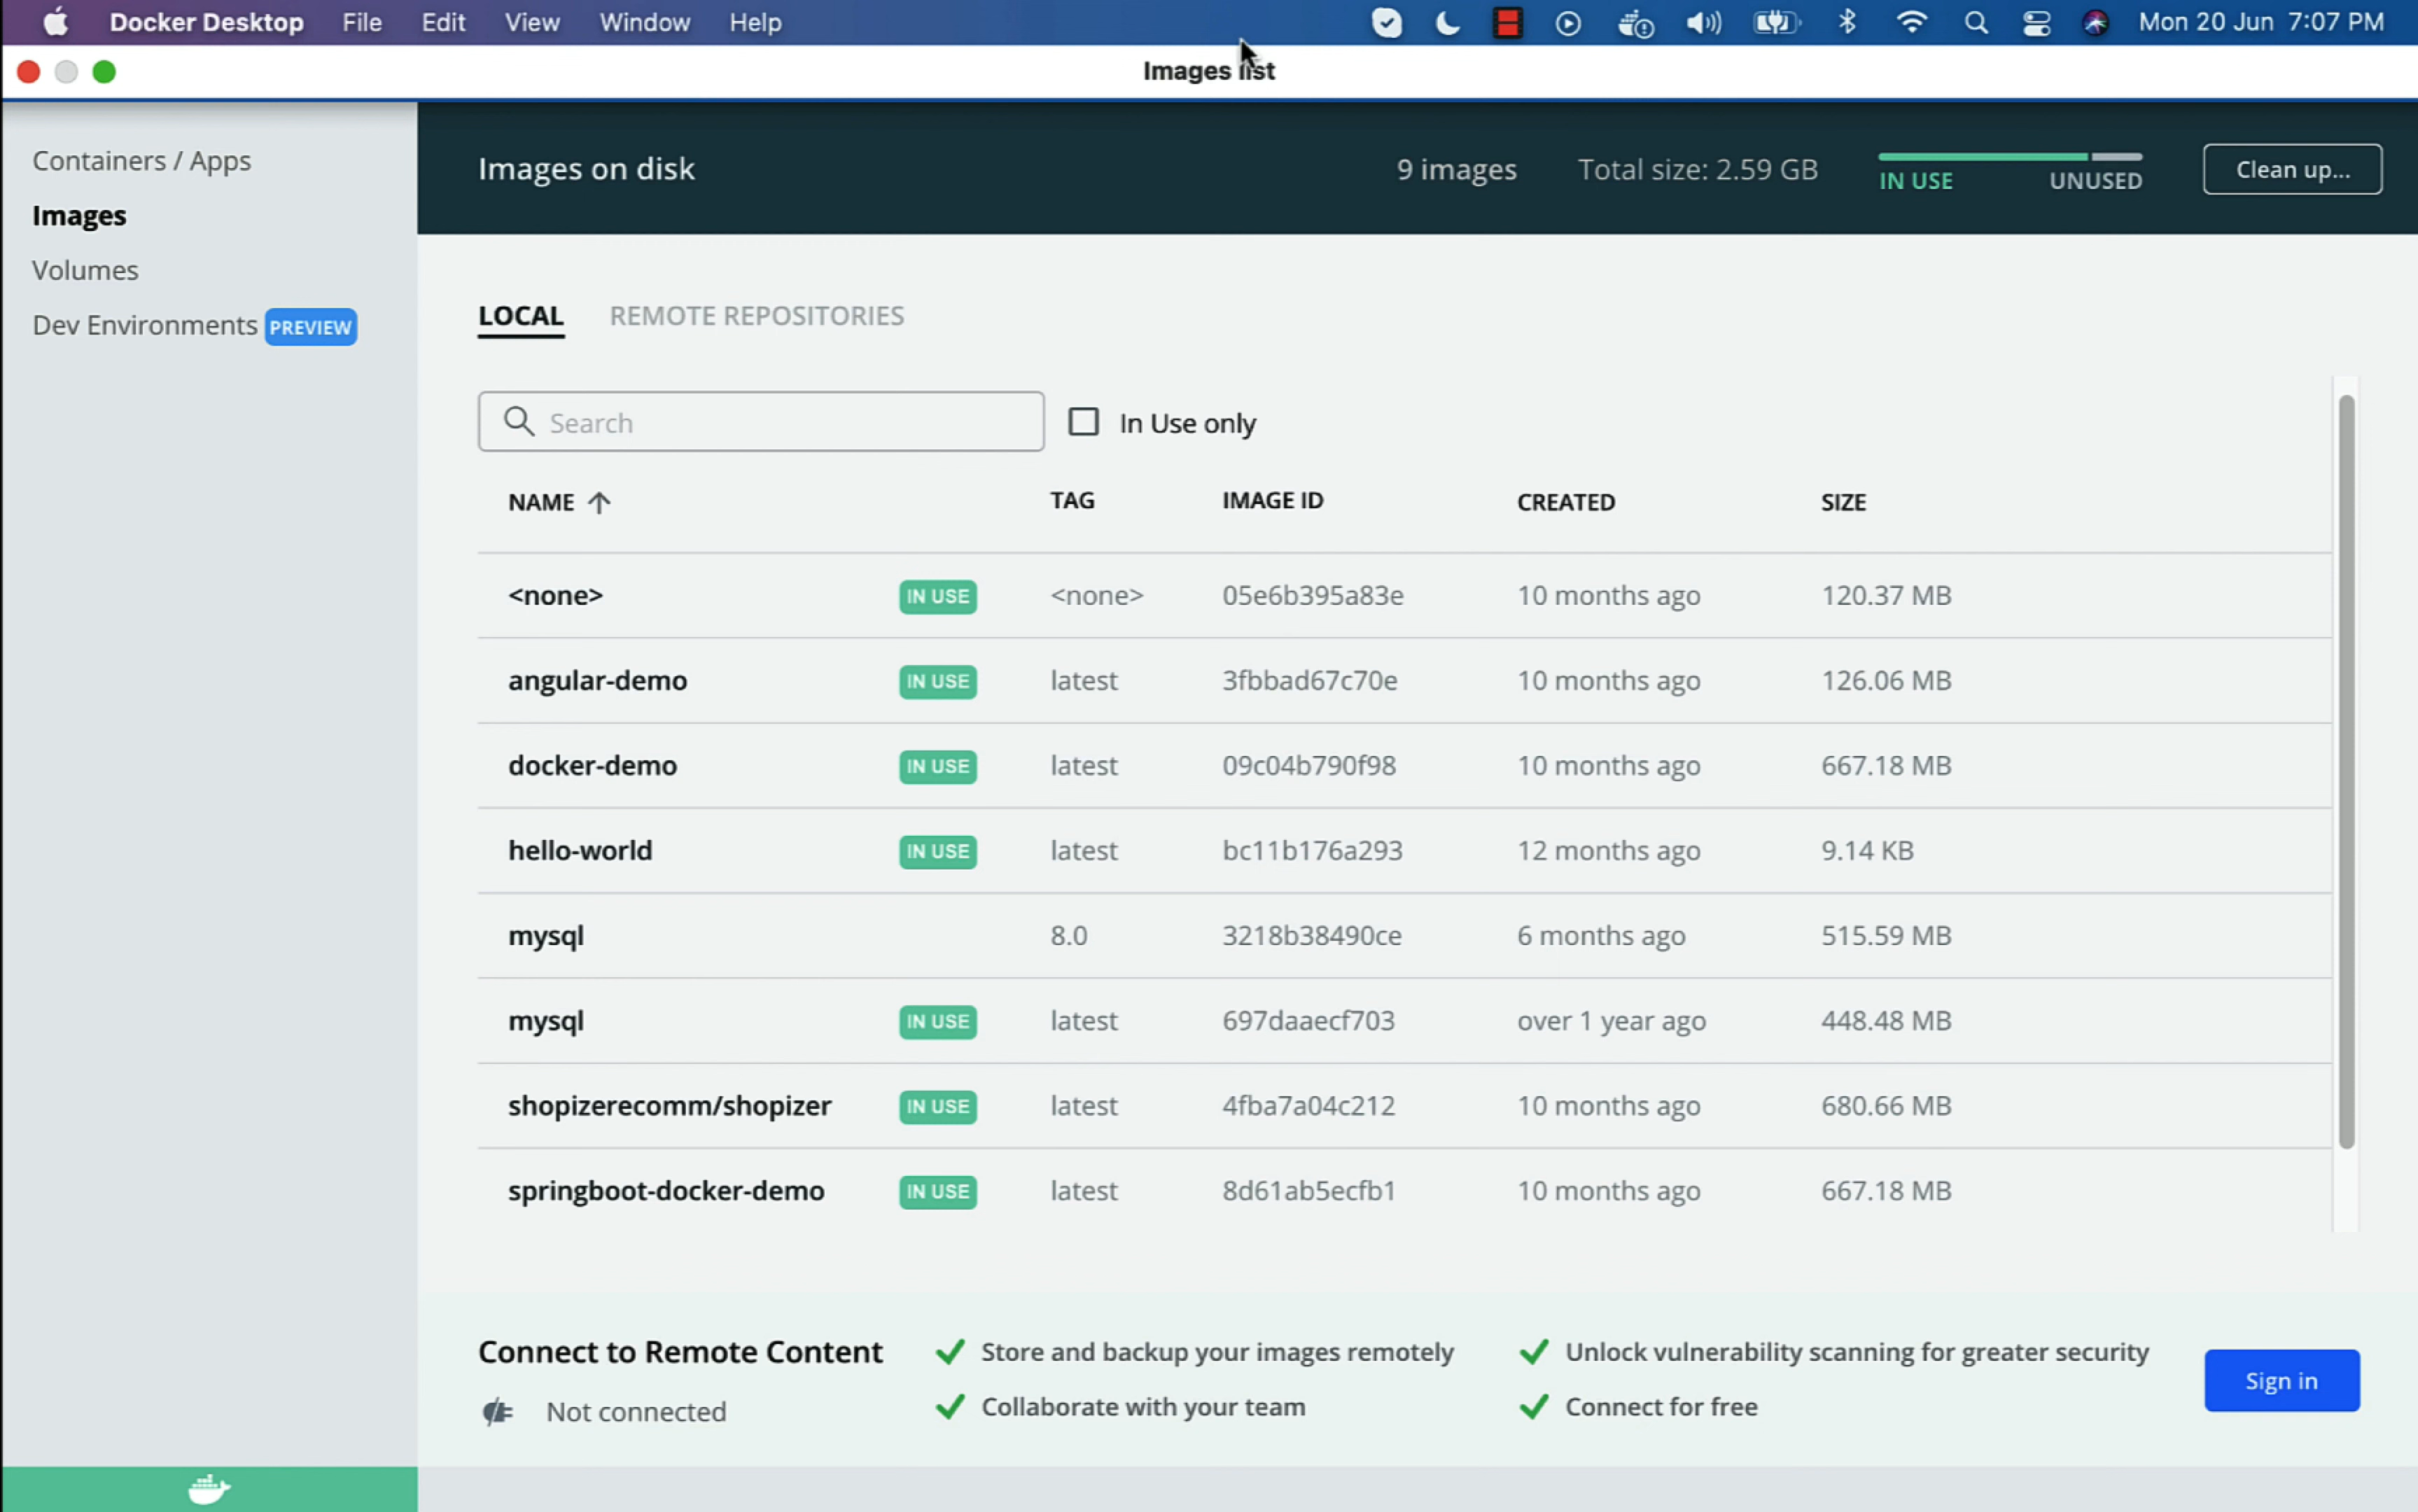 Docker Desktop File Edit View Window Help Mon 20 Jun 7:07 PM
Images list
Containers / Apps
Images
Volumes
Dev Environments PREVIEW
Images on disk 9 images Total size: 2.59 GB IN USE UNUSED Clean up...
LOCAL REMOTE REPOSITORIES
Search In Use only
NAME TAG IMAGE ID CREATED SIZE
<none> IN USE <none> 05e6b395a83e 10 months ago 120.37 MB
angular-demo IN USE latest 3fbbad67c70e 10 months ago 126.06 MB
docker-demo IN USE latest 09c04b790f98 10 months ago 667.18 MB
hello-world IN USE latest bc11b176a293 12 months ago 9.14 KB
mysql 8.0 3218b38490ce 6 months ago 515.59 MB
mysql IN USE latest 697daaecf703 over 1 year ago 448.48 MB
shopizerecomm/shopizer IN USE latest 4fba7a04c212 10 months ago 680.66 MB
springboot-docker-demo IN USE latest 8d61ab5ecfb1 10 months ago 667.18 MB
Connect to Remote Content Store and backup your images remotely Unlock vulnerability scanning for greater security
Sign in
Not connected Collaborate with your team Connect for free